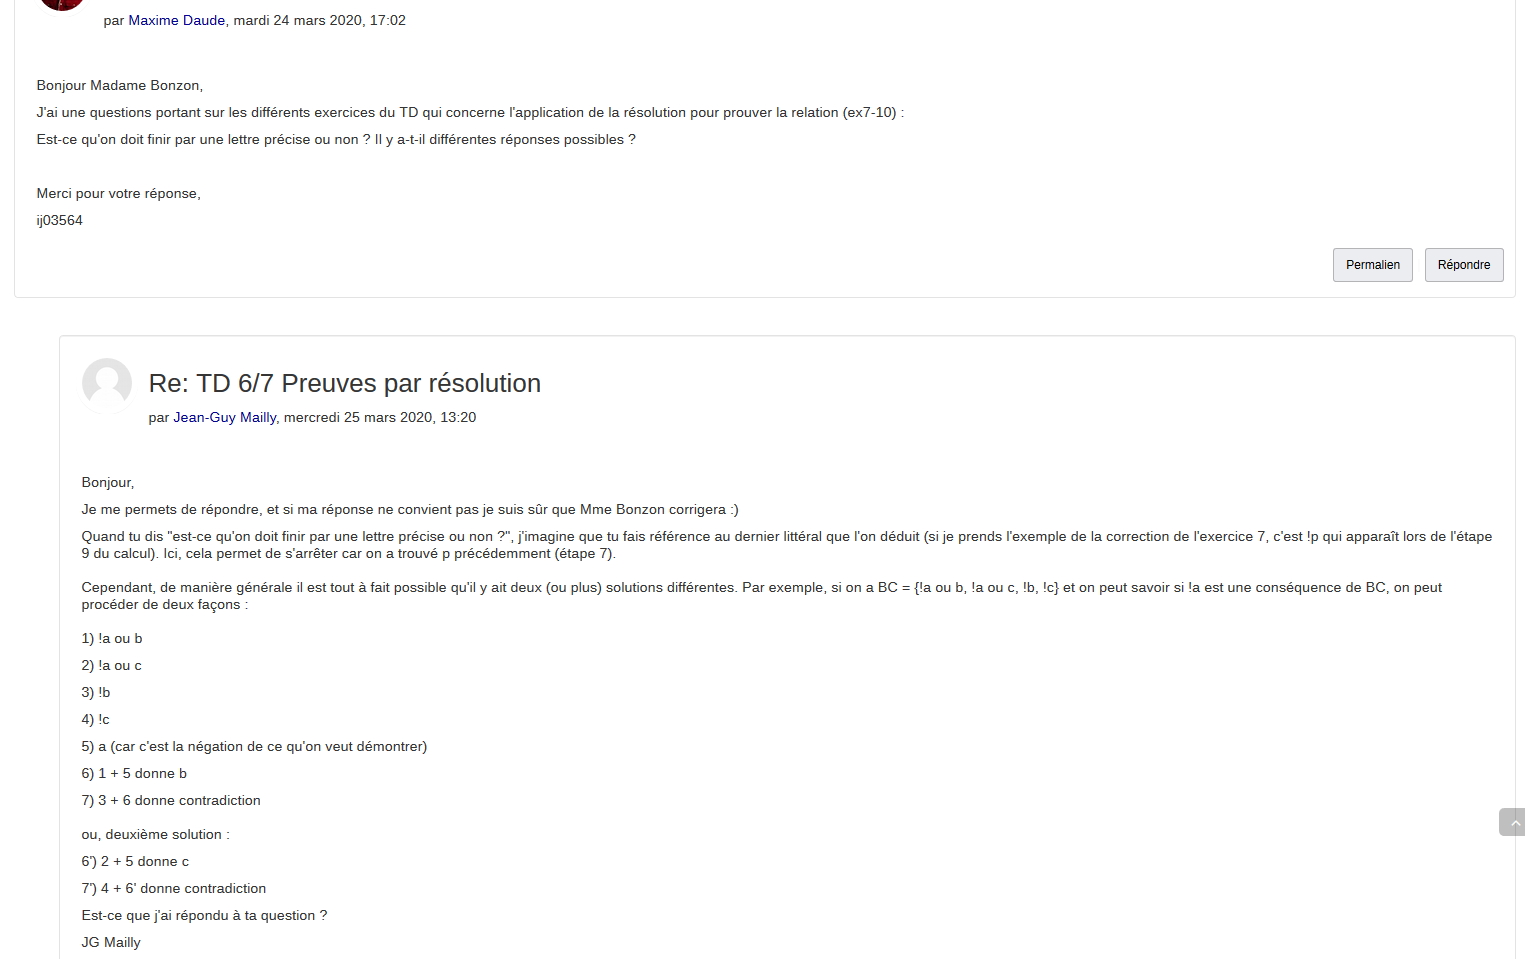 par Maxime Daude, mardi 24 mars 2020, 17:02
Bonjour Madame Bonzon,
J'ai une questions portant sur les différents exercices du TD qui concerne l'application de la résolution pour prouver la relation (ex7-10) :
Est-ce qu'on doit finir par une lettre précise ou non ? Il y a-t-il différentes réponses possibles ?
Merci pour votre réponse,
ij03564
Permalien Répondre
Re: TD 6/7 Preuves par résolution
par Jean-Guy Mailly, mercredi 25 mars 2020, 13:20
Bonjour,
Je me permets de répondre, et si ma réponse ne convient pas je suis sûr que Mme Bonzon corrigera :)
Quand tu dis "est-ce qu'on doit finir par une lettre précise ou non ?", j'imagine que tu fais référence au dernier littéral que l'on déduit (si je prends l'exemple de la correction de l'exercice 7, c'est !p qui apparaît lors de l'étape
9 du calcul). Ici, cela permet de s'arrêter car on a trouvé p précédemment (étape 7).
Cependant, de manière générale il est tout à fait possible qu'il y ait deux (ou plus) solutions différentes. Par exemple, si on a BC = {!a ou b, !a ou c, !b, !c} et on peut savoir si !a est une conséquence de BC, on peut
procéder de deux façons :
1) !a ou b
2) !a ou c
3) !b
4) !c
5) a (car c'est la négation de ce qu'on veut démontrer)
6) 1 + 5 donne b
7) 3 + 6 donne contradiction
ou, deuxième solution :
6') 2 + 5 donne c
7') 4 + 6' donne contradiction
Est-ce que j'ai répondu à ta question ?
JG Mailly